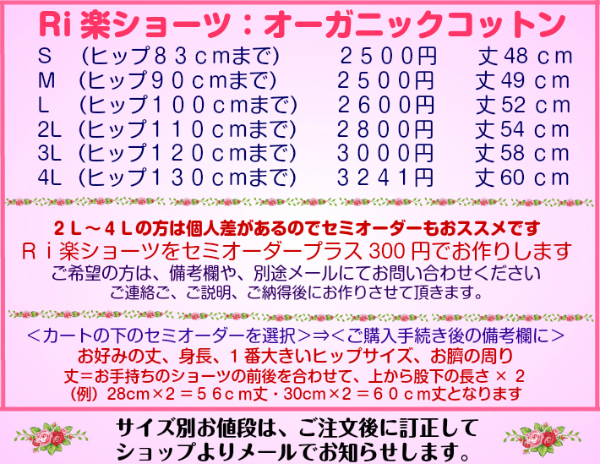 Ri楽ショーツ：オーガニックコットン
S （ヒップ８３ｃｍまで） ２５００円 丈48ｃｍ
M （ヒップ９０ｃｍまで） ２５００円 丈49ｃｍ
L （ヒップ１００ｃｍまで） ２６００円 丈52ｃｍ
2L （ヒップ１１０ｃｍまで） ２８００円 丈54ｃｍ
3L （ヒップ１２０ｃｍまで） ３０００円 丈58ｃｍ
4L （ヒップ１３０ｃｍまで） ３２４１円 丈60ｃｍ
２Ｌ～４Ｌの方は個人差があるのでセミオーダーもおススメです
Ｒｉ楽ショーツをセミオーダープラス300円でお作りします
ご希望の方は、備考欄や、別途メールにてお問い合わせください
ご連絡ご、ご説明、ご納得後にお作りさせて頂きます。
＜カートの下のセミオーダーを選択＞⇒＜ご購入手続き後の備考欄に＞
お好みの丈、身長、１番大きいヒップサイズ、お臍の周り
丈＝お手持ちのショーツの前後を合わせて、上から股下の長さ×２
（例）28cm×２＝５６ｃｍ丈・30cm×２＝６０ｃｍ丈となります
サイズ別お値段は、ご注文後に訂正して
ショップよりメールでお知らせします。